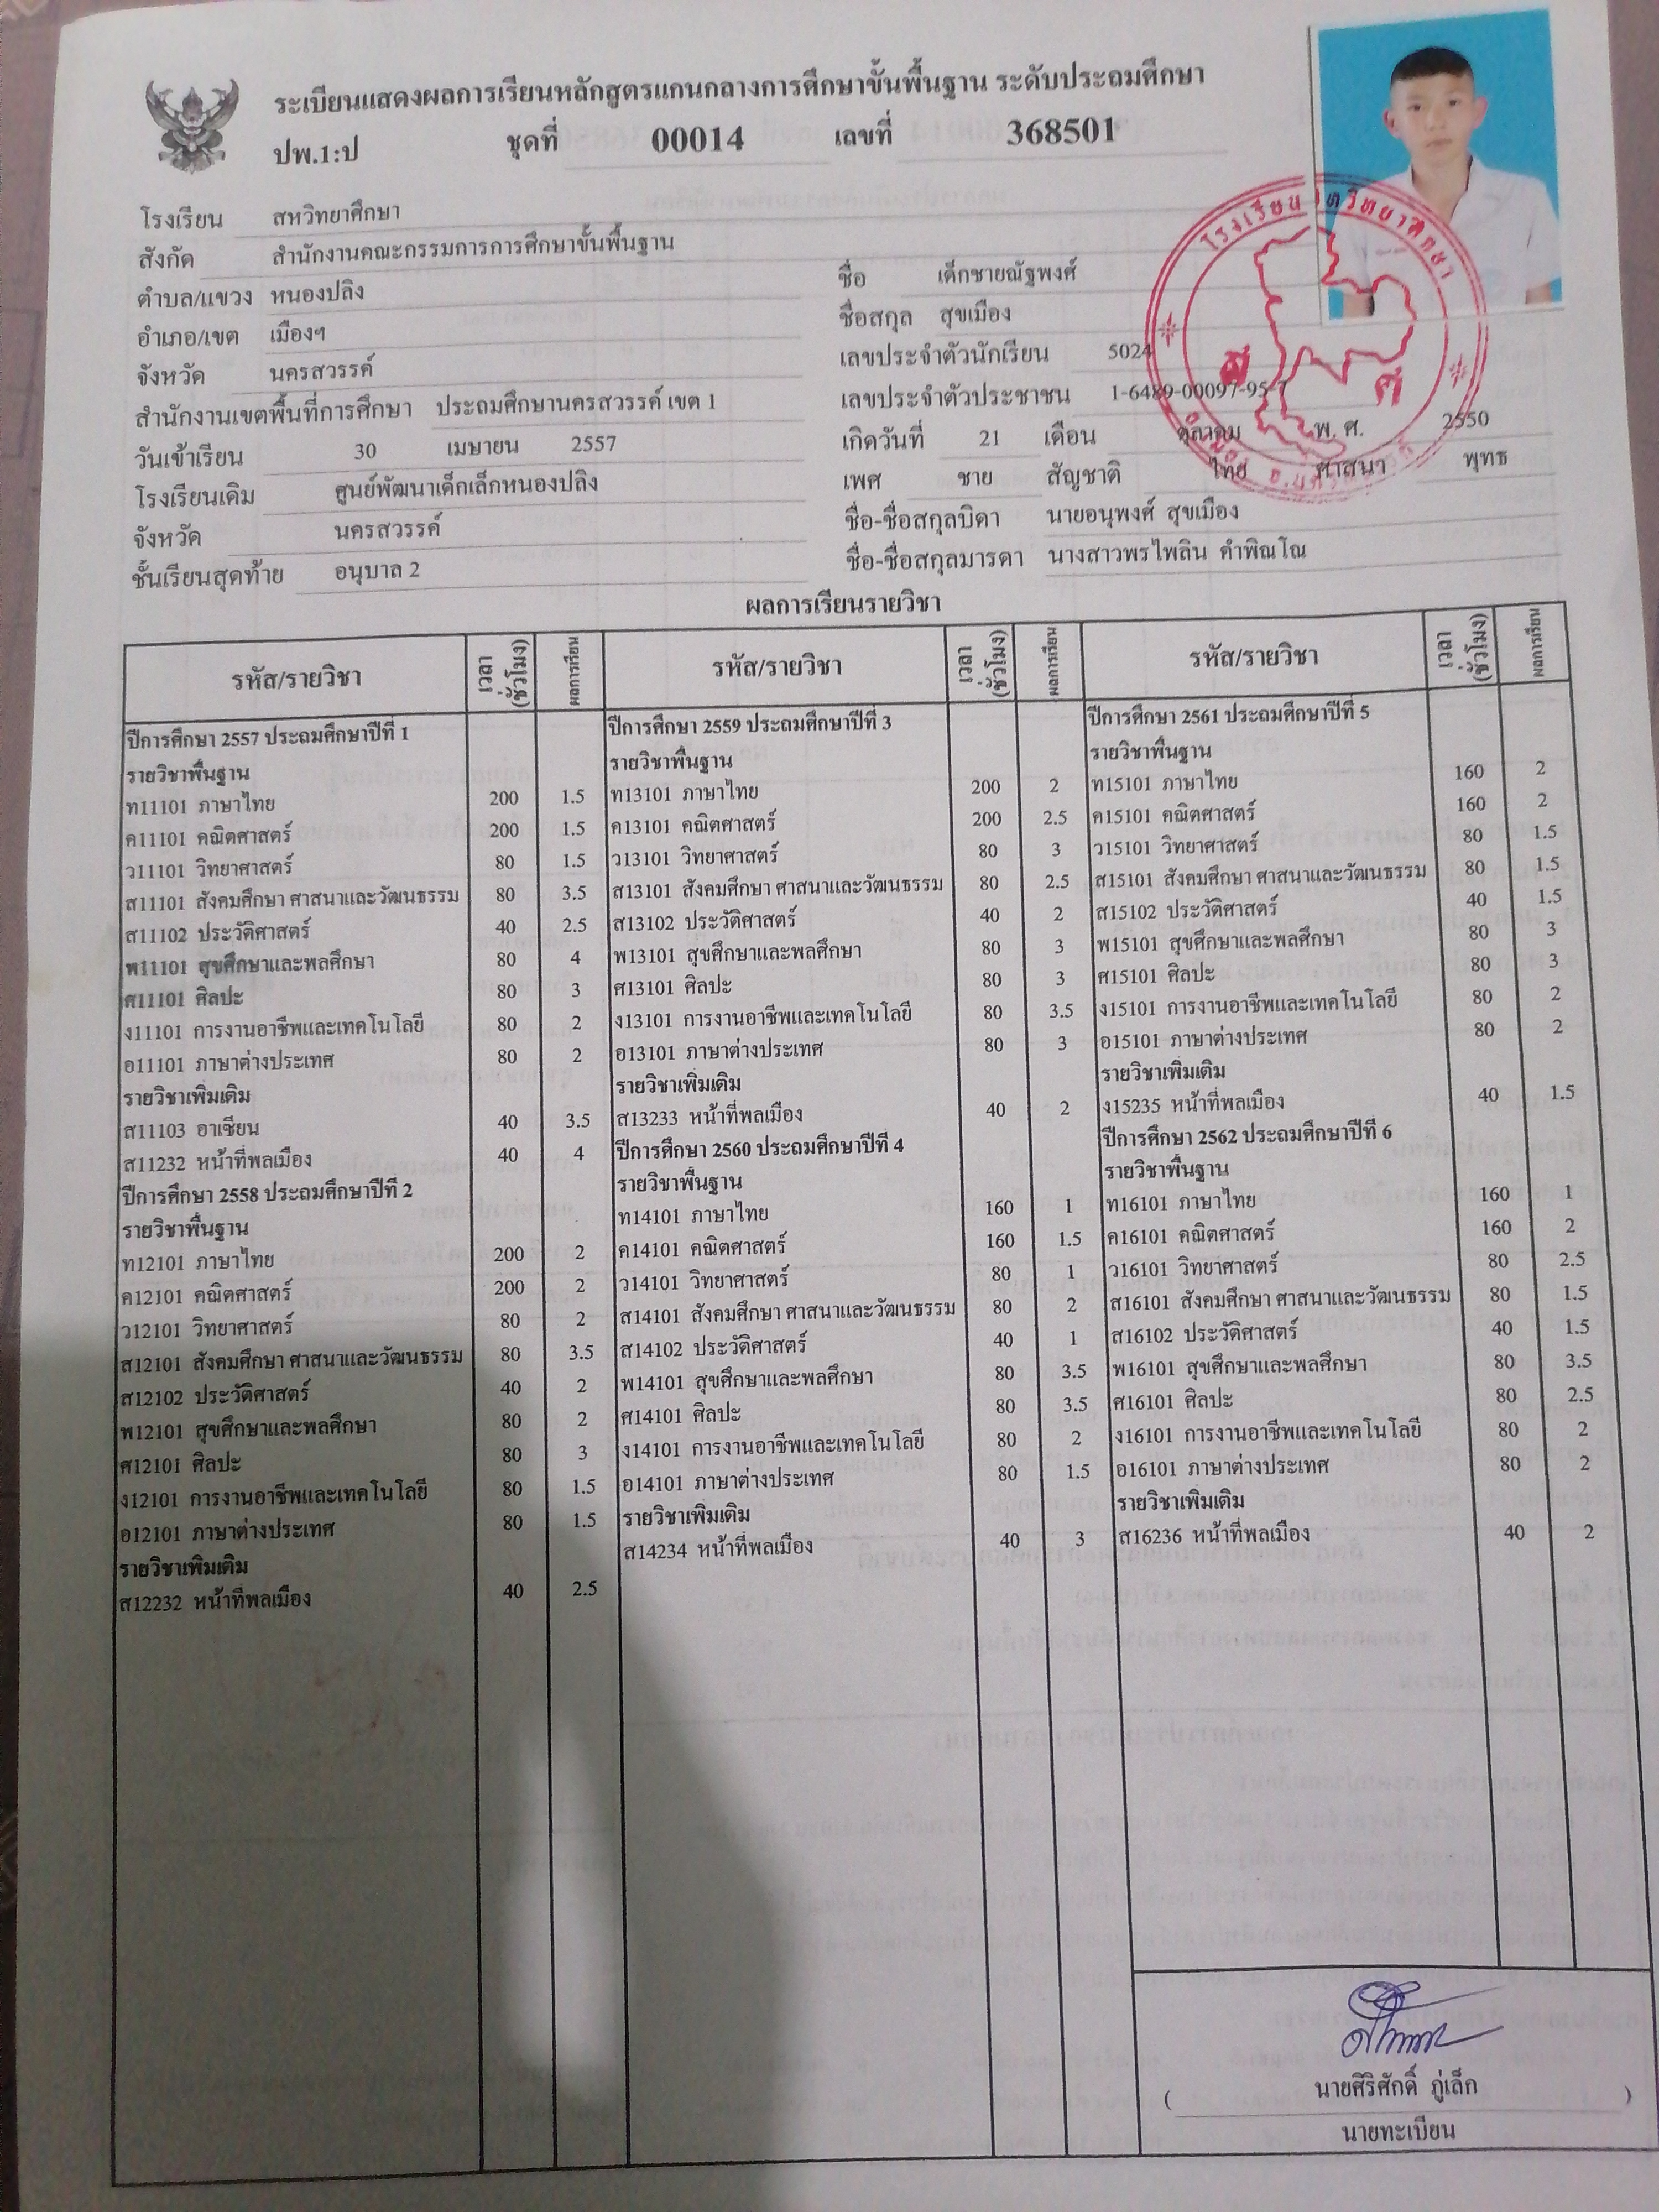 ระเบียนแสดงผลการเรียนหลักสูตรแกนกลางการศึกษาขั้นพื้นฐาน ระดับประถมศึกษา
ปพ.1:ป ชุดที่ 00014 เลขที่ 368501
โรงเรียน สหวิทยาศึกษา
สังกัด สำนักงานคณะกรรมการการศึกษาขั้นพื้นฐาน
ตำบล/แขวง หนองปลิง
อำเภอ/เขต เมืองฯ
จังหวัด นครสวรรค์
สำนักงานเขตพื้นที่การศึกษา ประถมศึกษานครสวรรค์ เขต 1
วันเข้าเรียน 30 เมษายน 2557
โรงเรียนเดิม ศูนย์พัฒนาเด็กเล็กหนองปลิง
จังหวัด นครสวรรค์
ชั้นเรียนสุดท้าย อนุบาล 2
ชื่อ เด็กชายณัฐพงศ์
ชื่อสกุล สุขเมือง
เลขประจำตัวนักเรียน 5024
เลขประจำตัวประชาชน 1-6489-00097-95-7
เกิดวันที่ 21 เดือน ตุลาคม พ.ศ. 2550
เพศ ชาย สัญชาติ ไทย ศาสนา พุทธ
ชื่อ-ชื่อสกุลบิดา นายอนุพงศ์ สุขเมือง
ชื่อ-ชื่อสกุลมารดา นางสาวพรไพลิน คำพิณโณ
โรงเรียนสหวิทยาศึกษา
ส ศ
ผลการเรียนรายวิชา
รหัส/รายวิชา เวลา (ชั่วโมง) ผลการเรียน
ปีการศึกษา 2557 ประถมศึกษาปีที่ 1
รายวิชาพื้นฐาน
ท11101 ภาษาไทย 200 1.5
ค11101 คณิตศาสตร์ 200 1.5
ว11101 วิทยาศาสตร์ 80 1.5
ส11101 สังคมศึกษา ศาสนาและวัฒนธรรม 80 3.5
ส11102 ประวัติศาสตร์ 40 2.5
พ11101 สุขศึกษาและพลศึกษา 80 4
ศ11101 ศิลปะ 80 3
ง11101 การงานอาชีพและเทคโนโลยี 80 2
อ11101 ภาษาต่างประเทศ 80 2
รายวิชาเพิ่มเติม
ส11103 อาเซียน 40 3.5
ส11232 หน้าที่พลเมือง 40 4
ปีการศึกษา 2558 ประถมศึกษาปีที่ 2
รายวิชาพื้นฐาน
ท12101 ภาษาไทย 200 2
ค12101 คณิตศาสตร์ 200 2
ว12101 วิทยาศาสตร์ 80 2
ส12101 สังคมศึกษา ศาสนาและวัฒนธรรม 80 3.5
ส12102 ประวัติศาสตร์ 40 2
พ12101 สุขศึกษาและพลศึกษา 80 2
ศ12101 ศิลปะ 80 3
ง12101 การงานอาชีพและเทคโนโลยี 80 1.5
อ12101 ภาษาต่างประเทศ 80 1.5
รายวิชาเพิ่มเติม
ส12232 หน้าที่พลเมือง 40 2.5
รหัส/รายวิชา เวลา (ชั่วโมง) ผลการเรียน
ปีการศึกษา 2559 ประถมศึกษาปีที่ 3
รายวิชาพื้นฐาน
ท13101 ภาษาไทย 200 2
ค13101 คณิตศาสตร์ 200 2.5
ว13101 วิทยาศาสตร์ 80 3
ส13101 สังคมศึกษา ศาสนาและวัฒนธรรม 80 2.5
ส13102 ประวัติศาสตร์ 40 2
พ13101 สุขศึกษาและพลศึกษา 80 3
ศ13101 ศิลปะ 80 3
ง13101 การงานอาชีพและเทคโนโลยี 80 3.5
อ13101 ภาษาต่างประเทศ 80 3
รายวิชาเพิ่มเติม
ส13233 หน้าที่พลเมือง 40 2
ปีการศึกษา 2560 ประถมศึกษาปีที่ 4
รายวิชาพื้นฐาน
ท14101 ภาษาไทย 160 1
ค14101 คณิตศาสตร์ 160 1.5
ว14101 วิทยาศาสตร์ 80 1
ส14101 สังคมศึกษา ศาสนาและวัฒนธรรม 80 2
ส14102 ประวัติศาสตร์ 40 1
พ14101 สุขศึกษาและพลศึกษา 80 3.5
ศ14101 ศิลปะ 80 3.5
ง14101 การงานอาชีพและเทคโนโลยี 80 2
อ14101 ภาษาต่างประเทศ 80 1.5
รายวิชาเพิ่มเติม
ส14234 หน้าที่พลเมือง 40 3
รหัส/รายวิชา เวลา (ชั่วโมง) ผลการเรียน
ปีการศึกษา 2561 ประถมศึกษาปีที่ 5
รายวิชาพื้นฐาน
ท15101 ภาษาไทย 160 2
ค15101 คณิตศาสตร์ 160 2
ว15101 วิทยาศาสตร์ 80 1.5
ส15101 สังคมศึกษา ศาสนาและวัฒนธรรม 80 1.5
ส15102 ประวัติศาสตร์ 40 1.5
พ15101 สุขศึกษาและพลศึกษา 80 3
ศ15101 ศิลปะ 80 3
ง15101 การงานอาชีพและเทคโนโลยี 80 2
อ15101 ภาษาต่างประเทศ 80 2
รายวิชาเพิ่มเติม
ง15235 หน้าที่พลเมือง 40 1.5
ปีการศึกษา 2562 ประถมศึกษาปีที่ 6
รายวิชาพื้นฐาน
ท16101 ภาษาไทย 160 1
ค16101 คณิตศาสตร์ 160 2
ว16101 วิทยาศาสตร์ 80 2.5
ส16101 สังคมศึกษา ศาสนาและวัฒนธรรม 80 1.5
ส16102 ประวัติศาสตร์ 40 1.5
พ16101 สุขศึกษาและพลศึกษา 80 3.5
ศ16101 ศิลปะ 80 2.5
ง16101 การงานอาชีพและเทคโนโลยี 80 2
อ16101 ภาษาต่างประเทศ 80 2
รายวิชาเพิ่มเติม
ส16236 หน้าที่พลเมือง 40 2
( นายศิริศักดิ์ ภู่เล็ก )
นายทะเบียน